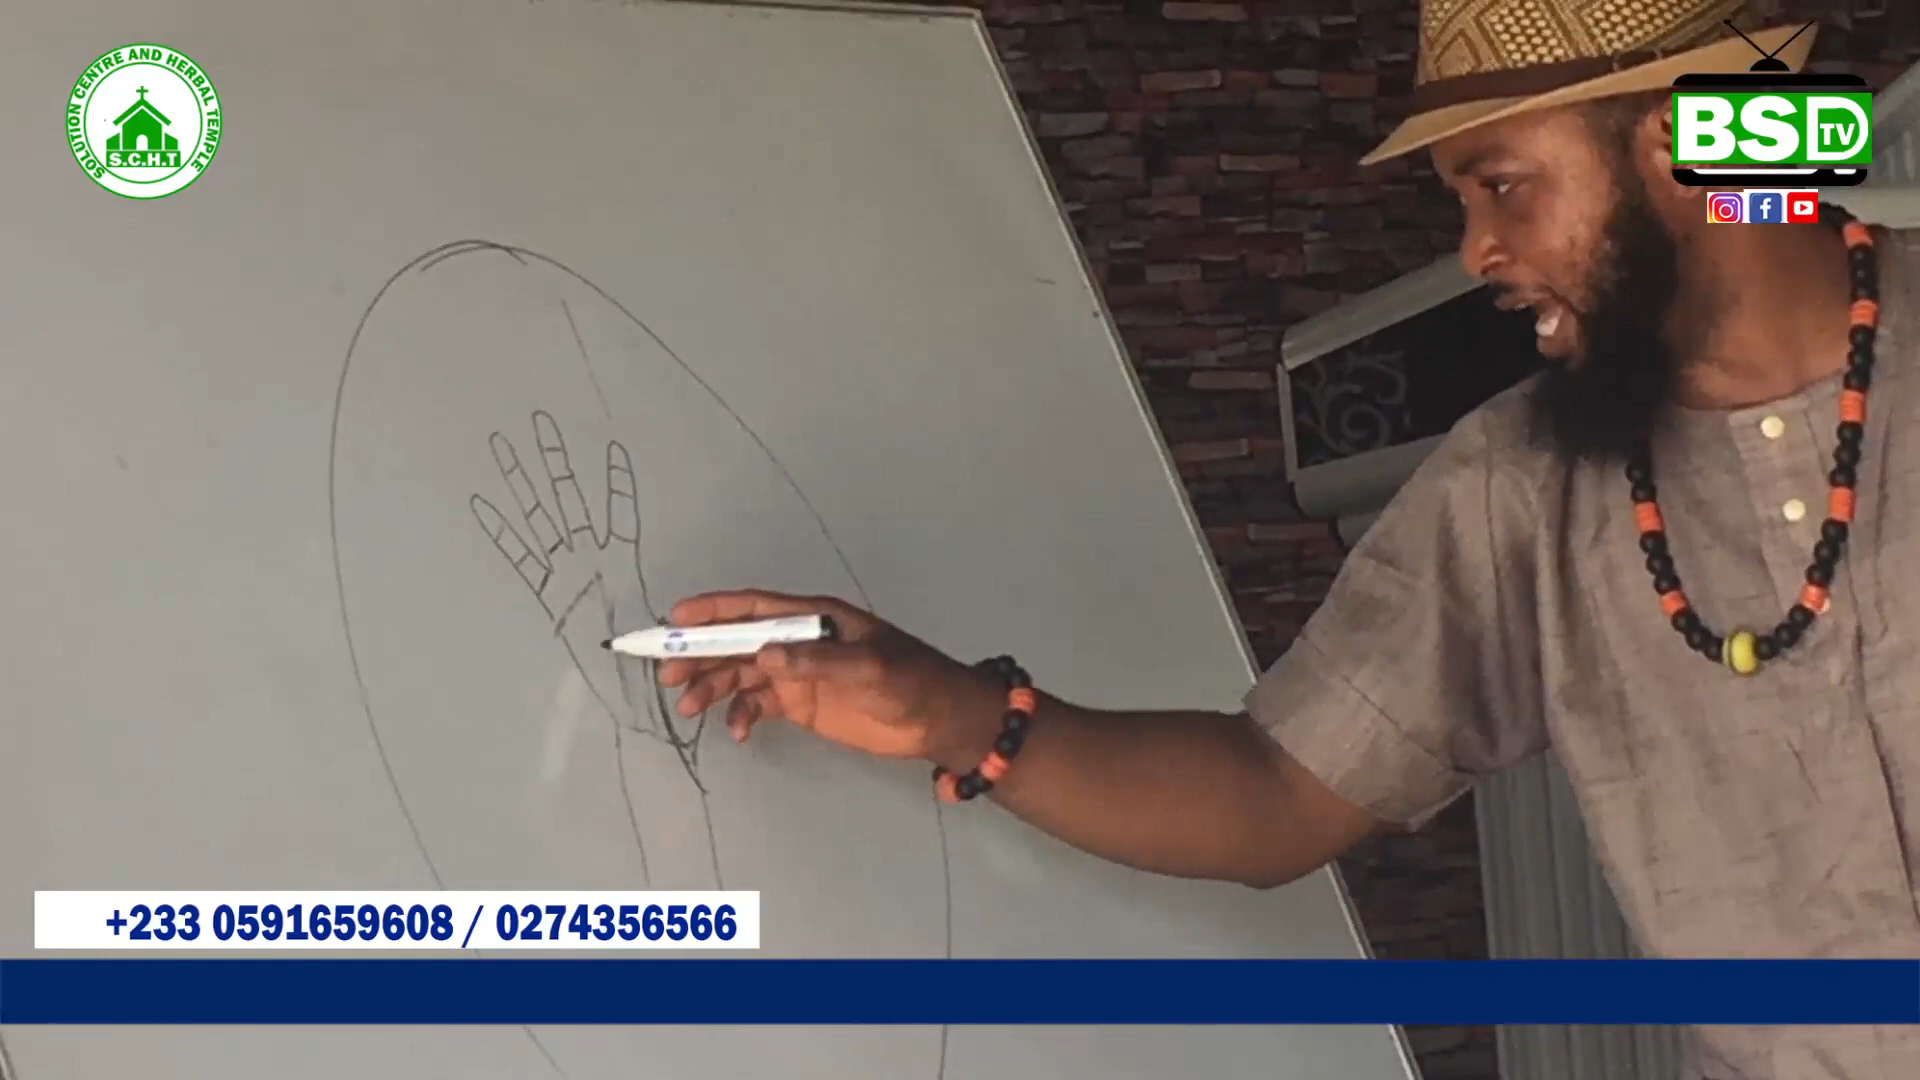 SOLUTION CENTRE AND HERBAL TEMPLE
S.C.H.T
BSD
TV
+233 0591659608 / 0274356566